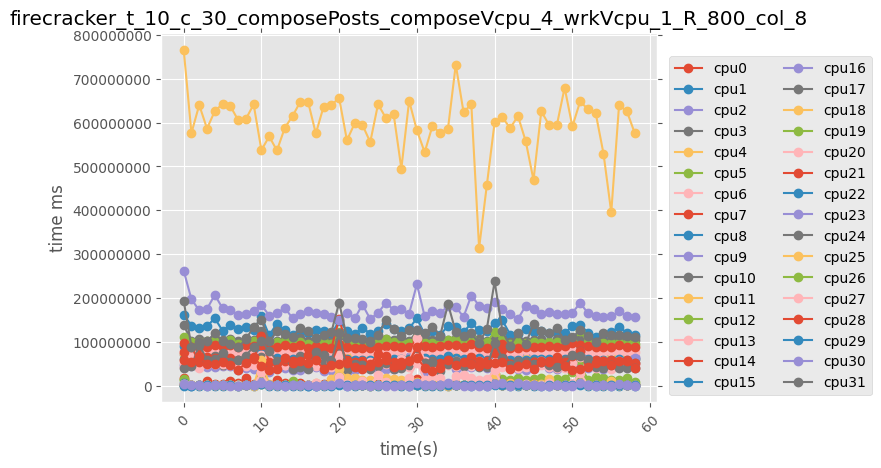 firecracker_t_10_c_30_composePosts_composeVcpu_4_wrkVcpu_1_R_800_col_8
800000000
700000000
600000000
500000000
400000000
300000000
200000000
100000000
0
time ms
0
10
20
30
40
50
60
time(s)
cpu0
cpu1
cpu2
cpu3
cpu4
cpu5
cpu6
cpu7
cpu8
cpu9
cpu10
cpu11
cpu12
cpu13
cpu14
cpu15
cpu16
cpu17
cpu18
cpu19
cpu20
cpu21
cpu22
cpu23
cpu24
cpu25
cpu26
cpu27
cpu28
cpu29
cpu30
cpu31